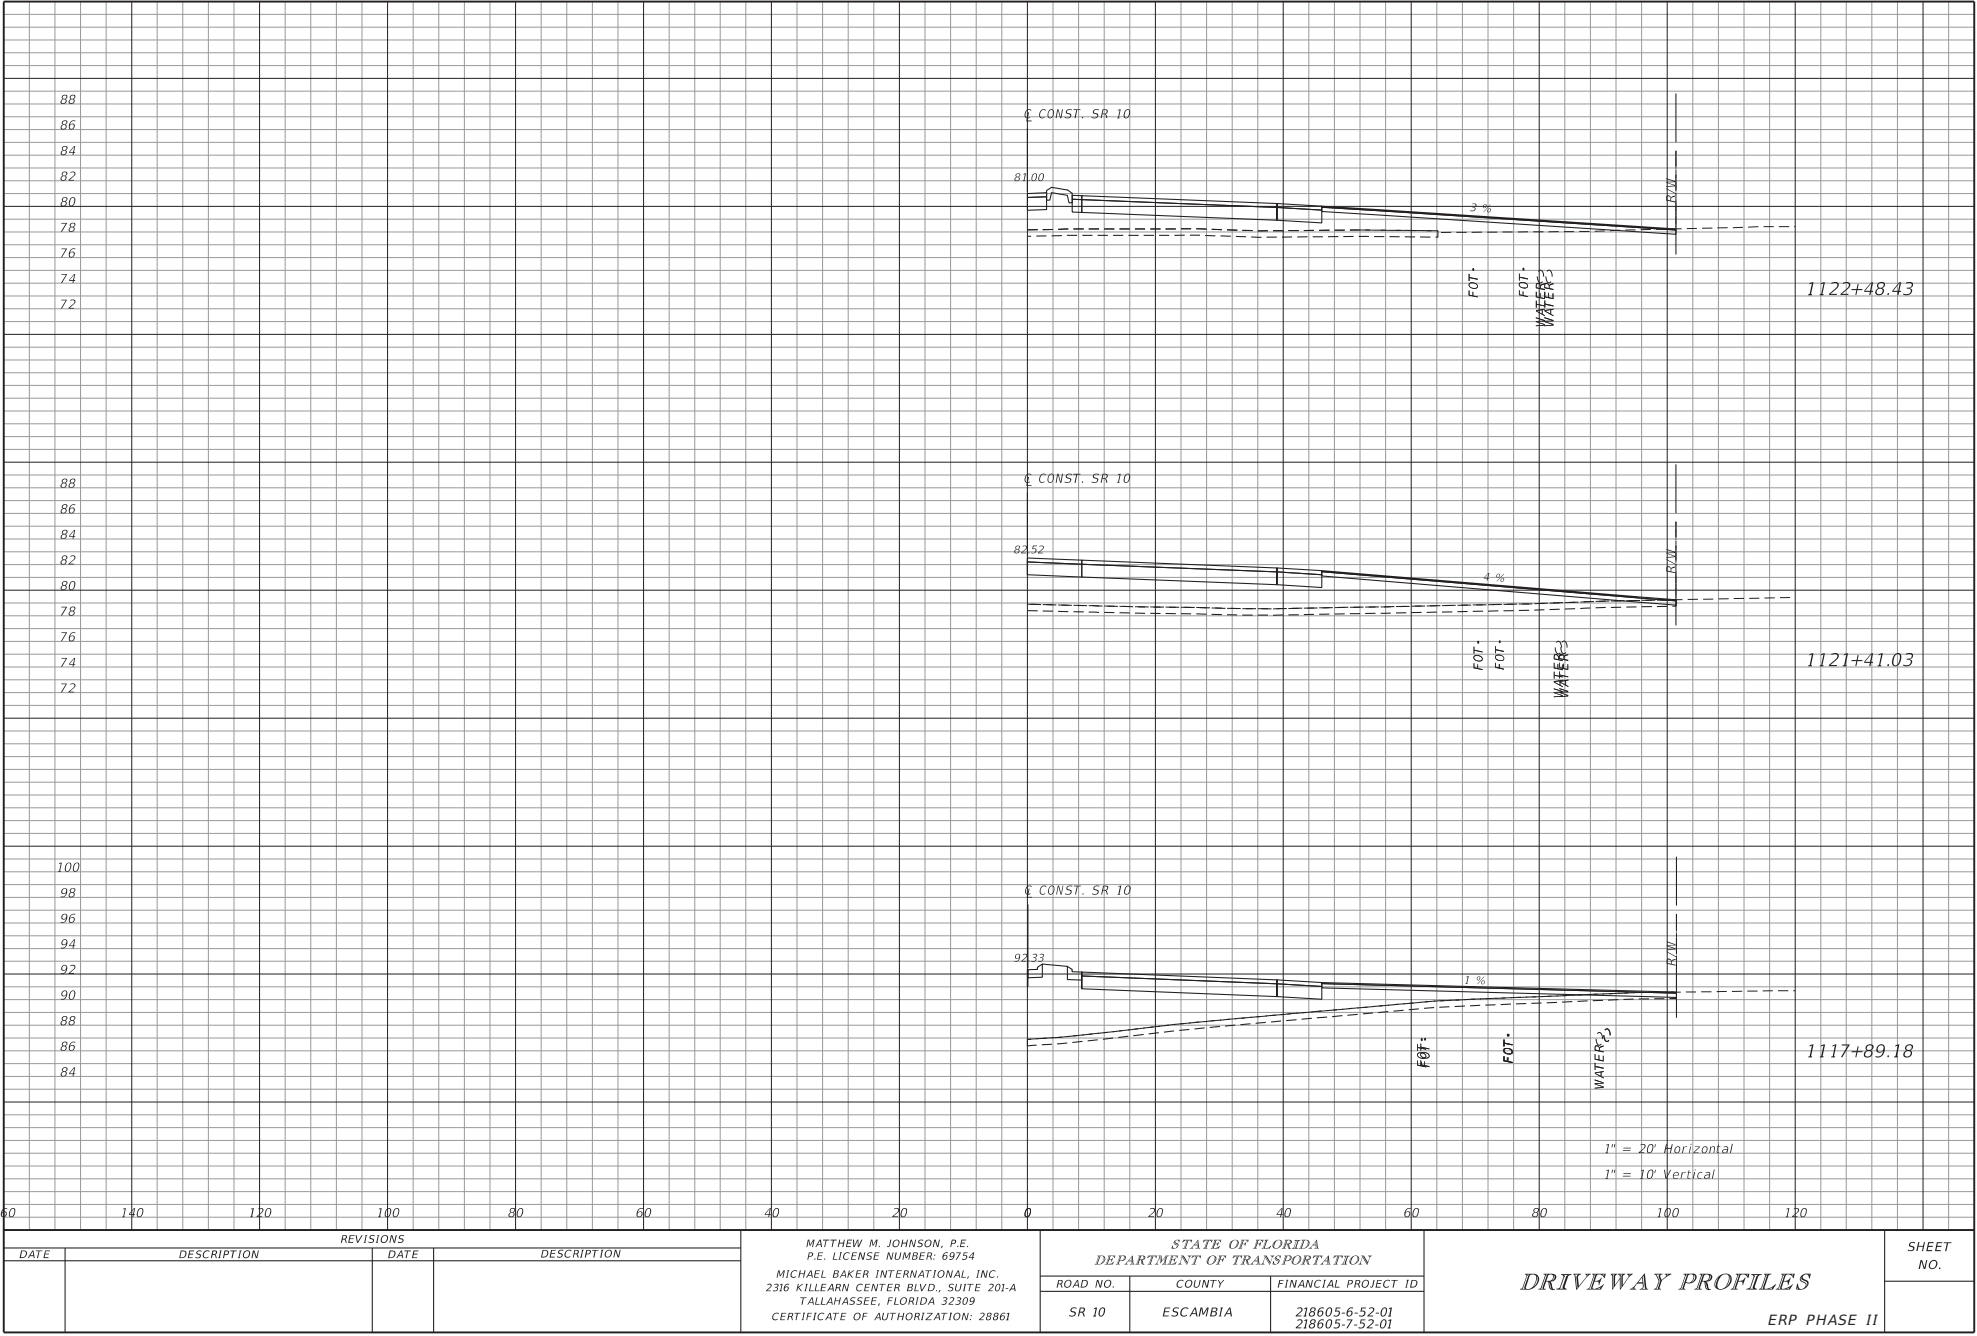 88
℄ CONST. SR 10
86
84
82
81.00
R/W
80
3 %
78
76
74
FOT
FOT
WATER
WATER
72
1122+48.43
88
℄ CONST. SR 10
86
84
82.52
82
R/W
80
4 %
78
76
74
FOT
FOT
WATER
WATER
72
1121+41.03
100
98
℄ CONST. SR 10
96
94
92.33
R/W
92
90
1 %
88
86
84
FOT
FOT
FOT
WATER
1117+89.18
1" = 20' Horizontal
1" = 10' Vertical
60 140 120 100 80 60 40 20 0 20 40 60 80 100 120
REVISIONS
DATE DESCRIPTION DATE DESCRIPTION
MATTHEW M. JOHNSON, P.E.
P.E. LICENSE NUMBER: 69754
MICHAEL BAKER INTERNATIONAL, INC.
2316 KILLEARN CENTER BLVD., SUITE 201-A
TALLAHASSEE, FLORIDA 32309
CERTIFICATE OF AUTHORIZATION: 28861
STATE OF FLORIDA
DEPARTMENT OF TRANSPORTATION
ROAD NO. COUNTY FINANCIAL PROJECT ID
SR 10 ESCAMBIA 218605-6-52-01
218605-7-52-01
DRIVEWAY PROFILES
ERP PHASE II
SHEET
NO.